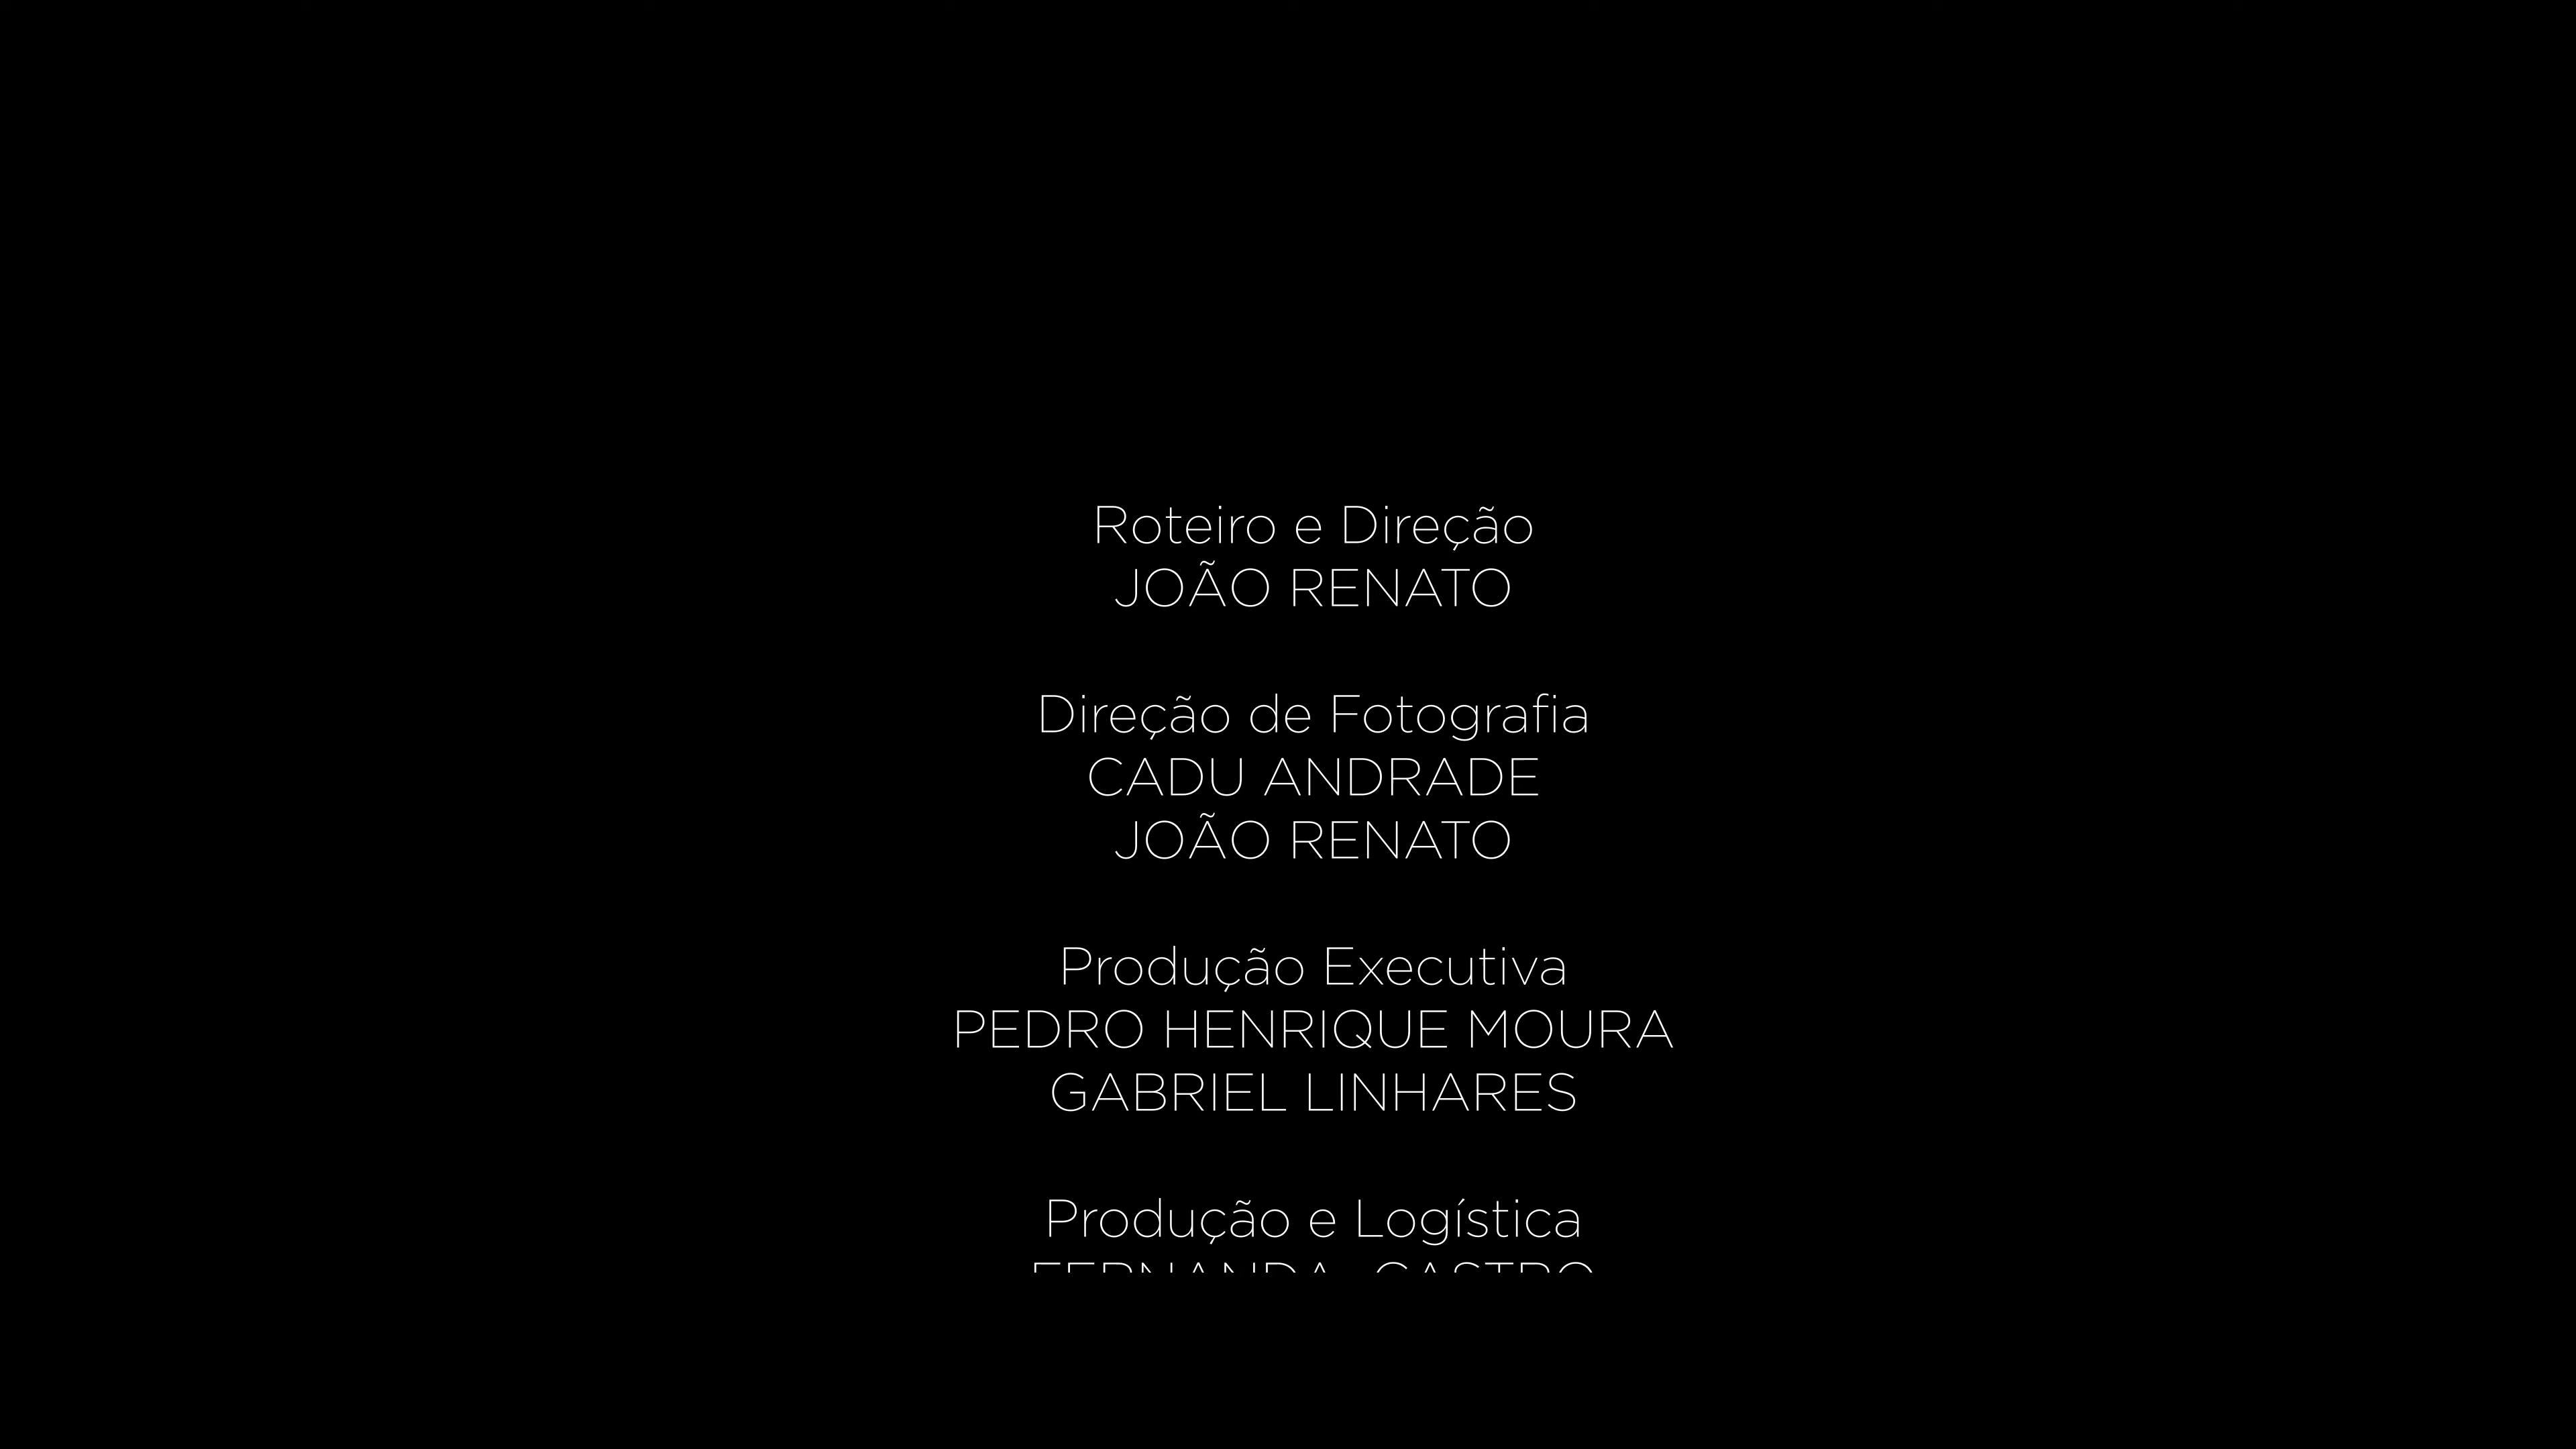 Roteiro e Direção
JOÃO RENATO
Direção de Fotografia
CADU ANDRADE
JOÃO RENATO
Produção Executiva
PEDRO HENRIQUE MOURA
GABRIEL LINHARES
Produção e Logística